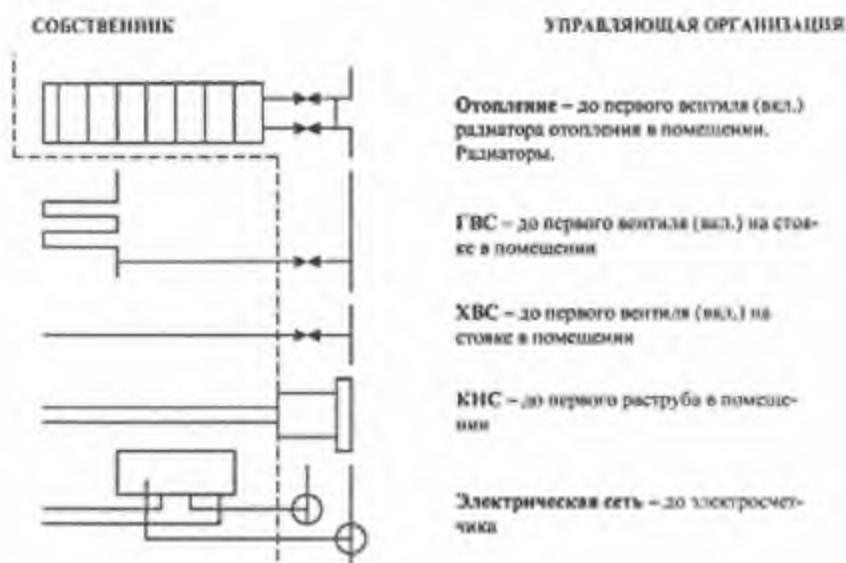 СОБСТВЕННИК
УПРАВЛЯЮЩАЯ ОРГАНИЗАЦИЯ
Отопление – до первого вентиля (вкл.)
радиатора отопления в помещении.
Радиаторы.
ГВС – до первого вентиля (вкл.) на стоя-
ке в помещении
ХВС – до первого вентиля (вкл.) на
стояке в помещении
КНС – до первого раструба в помеще-
нии
Электрическая сеть – до электросчет-
чика